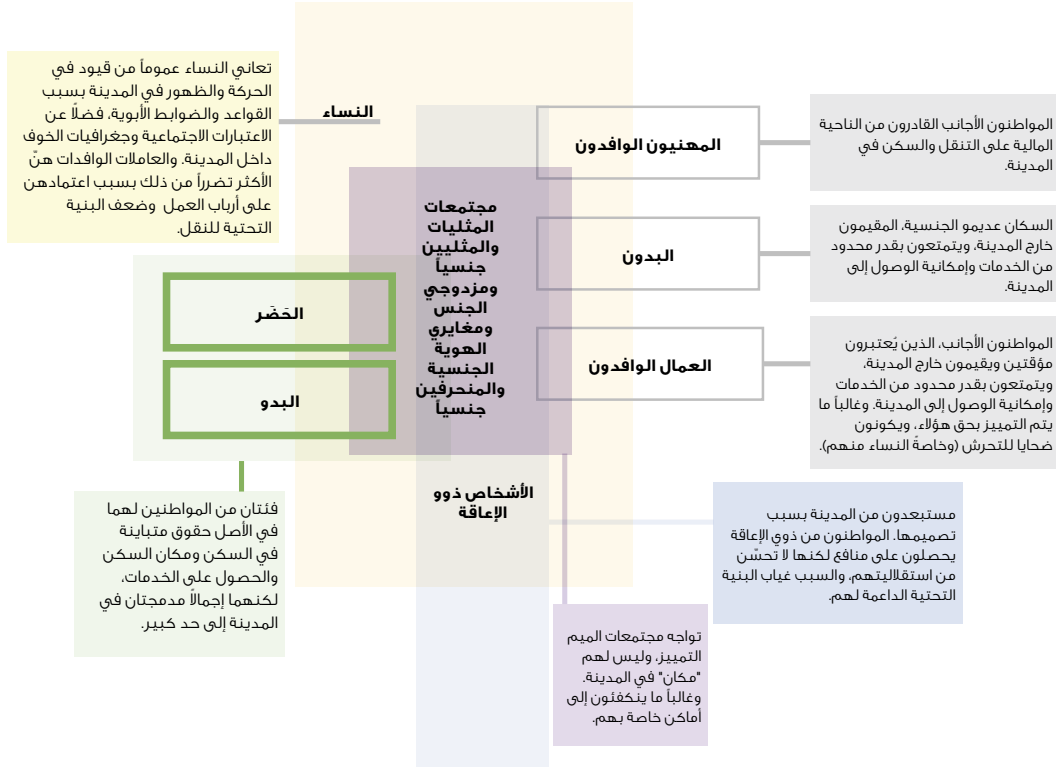 النساء
تعاني النساء عموماً من قيود في
الحركة والظهور في المدينة بسبب
القواعد والضوابط الأبوية، فضلًا عن
الاعتبارات الاجتماعية وجغرافيات الخوف
داخل المدينة. والعاملات الوافدات هنّ
الأكثر تضرراً من ذلك بسبب اعتمادهن
على أرباب العمل وضعف البنية
التحتية للنقل.
المهنيون الوافدون
المواطنون الأجانب القادرون من الناحية
المالية على التنقل والسكن في
المدينة.
البدون
السكان عديمو الجنسية، المقيمون
خارج المدينة، ويتمتعون بقدر محدود
من الخدمات وإمكانية الوصول إلى
المدينة.
العمال الوافدون
المواطنون الأجانب، الذين يُعتبرون
مؤقتين ويقيمون خارج المدينة،
ويتمتعون بقدر محدود من الخدمات
وإمكانية الوصول إلى المدينة. وغالباً ما
يتم التمييز بحق هؤلاء، ويكونون
ضحايا للتحرش (وخاصةً النساء منهم).
مجتمعات
المثليات
والمثليين
جنسياً
ومزدوجي
الجنس
ومغايري
الهوية
الجنسية
والمنحرفين
جنسياً
الحَضَر
البدو
فئتان من المواطنين لهما
في الأصل حقوق متباينة
في السكن ومكان السكن
والحصول على الخدمات،
لكنهما إجمالاً مدمجتان في
المدينة إلى حد كبير.
الأشخاص ذوو
الإعاقة
مستبعدون من المدينة بسبب
تصميمها. المواطنون من ذوي الإعاقة
يحصلون على منافع لكنها لا تحسّن
من استقلاليتهم، والسبب غياب البنية
التحتية الداعمة لهم.
تواجه مجتمعات الميم
التمييز، وليس لهم
"مكان" في المدينة.
وغالباً ما ينكفئون إلى
أماكن خاصة بهم.